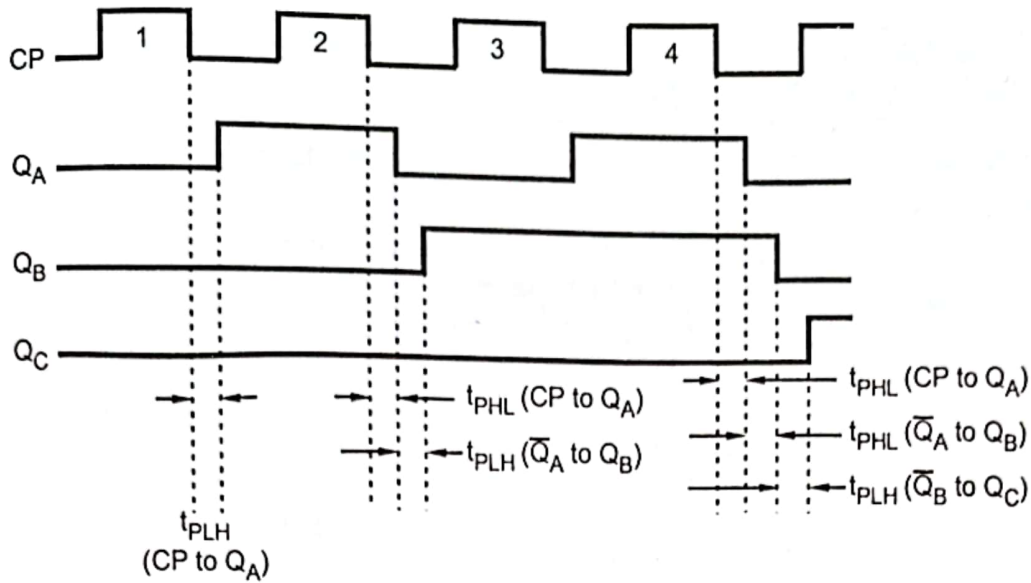 1
2
3
4
CP
Q_A
Q_B
Q_C
t_PHL (CP to Q_A)
t_PHL (CP to Q_A)
t_PLH (Q̅_A to Q_B)
t_PHL (Q̅_A to Q_B)
t_PLH (Q̅_B to Q_C)
t_PLH
(CP to Q_A)